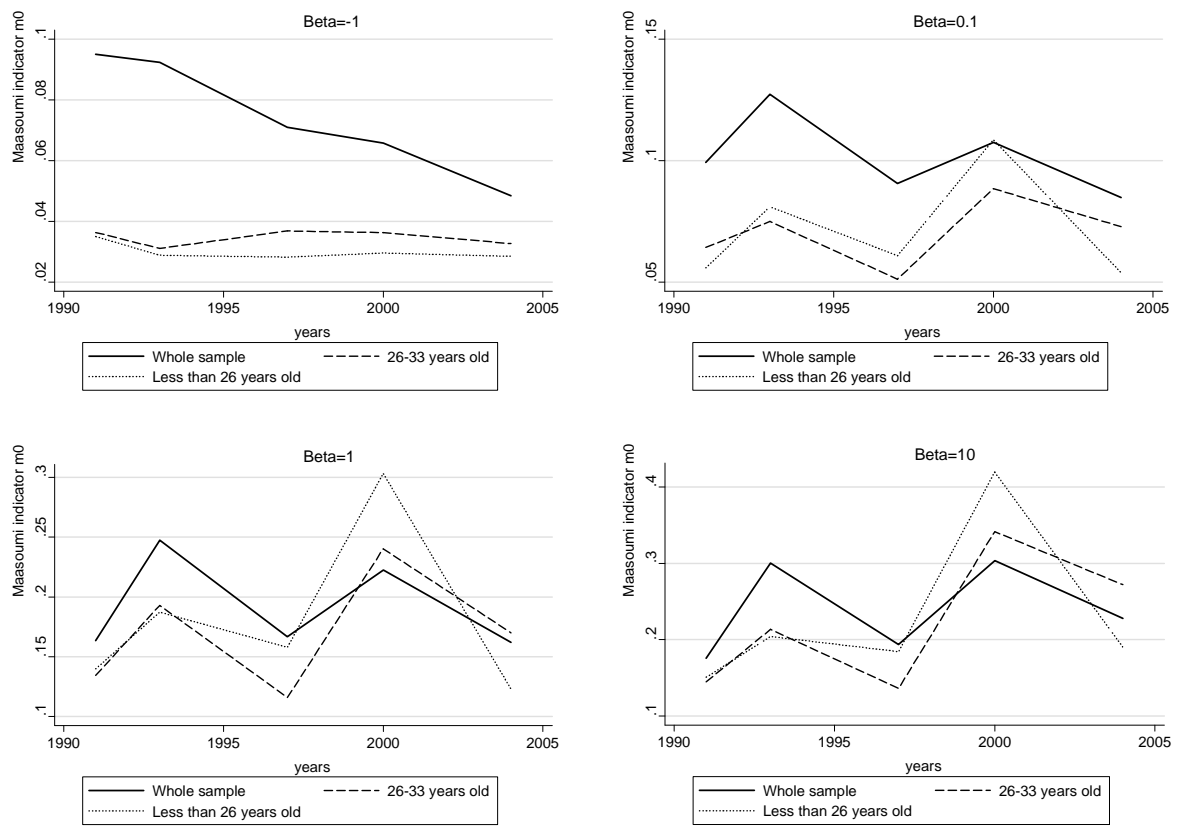 Beta=-1
Maasoumi indicator m0
.1
.08
.06
.04
.02
1990 1995 2000 2005
years
Whole sample 26-33 years old
Less than 26 years old
Beta=0.1
Maasoumi indicator m0
.15
.1
.05
1990 1995 2000 2005
years
Whole sample 26-33 years old
Less than 26 years old
Beta=1
Maasoumi indicator m0
.3
.25
.2
.15
.1
1990 1995 2000 2005
years
Whole sample 26-33 years old
Less than 26 years old
Beta=10
Maasoumi indicator m0
.4
.3
.2
.1
1990 1995 2000 2005
years
Whole sample 26-33 years old
Less than 26 years old